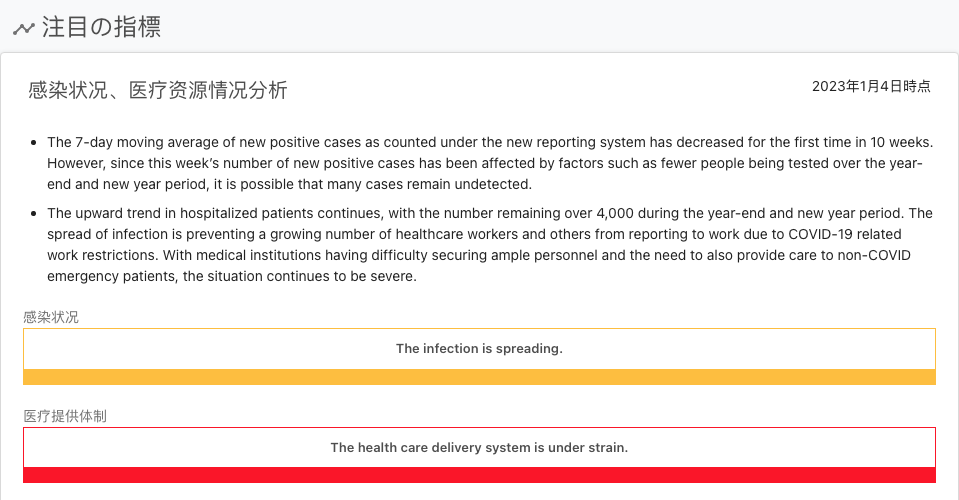 注目の指標
感染状况、医疗资源情况分析
2023年1月4日時点
The 7-day moving average of new positive cases as counted under the new reporting system has decreased for the first time in 10 weeks.
However, since this week’s number of new positive cases has been affected by factors such as fewer people being tested over the year-
end and new year period, it is possible that many cases remain undetected.
The upward trend in hospitalized patients continues, with the number remaining over 4,000 during the year-end and new year period. The
spread of infection is preventing a growing number of healthcare workers and others from reporting to work due to COVID-19 related
work restrictions. With medical institutions having difficulty securing ample personnel and the need to also provide care to non-COVID
emergency patients, the situation continues to be severe.
感染状况
The infection is spreading.
医疗提供体制
The health care delivery system is under strain.